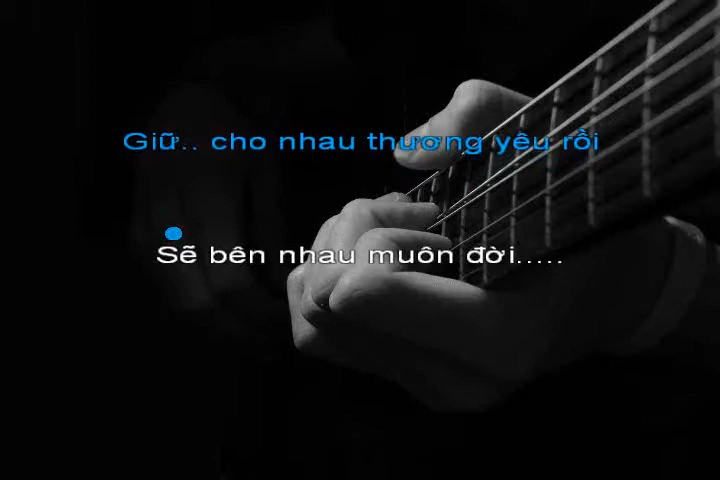 Giữ.. cho nhau thương yêu rồi
Sẽ bên nhau muôn đời.....